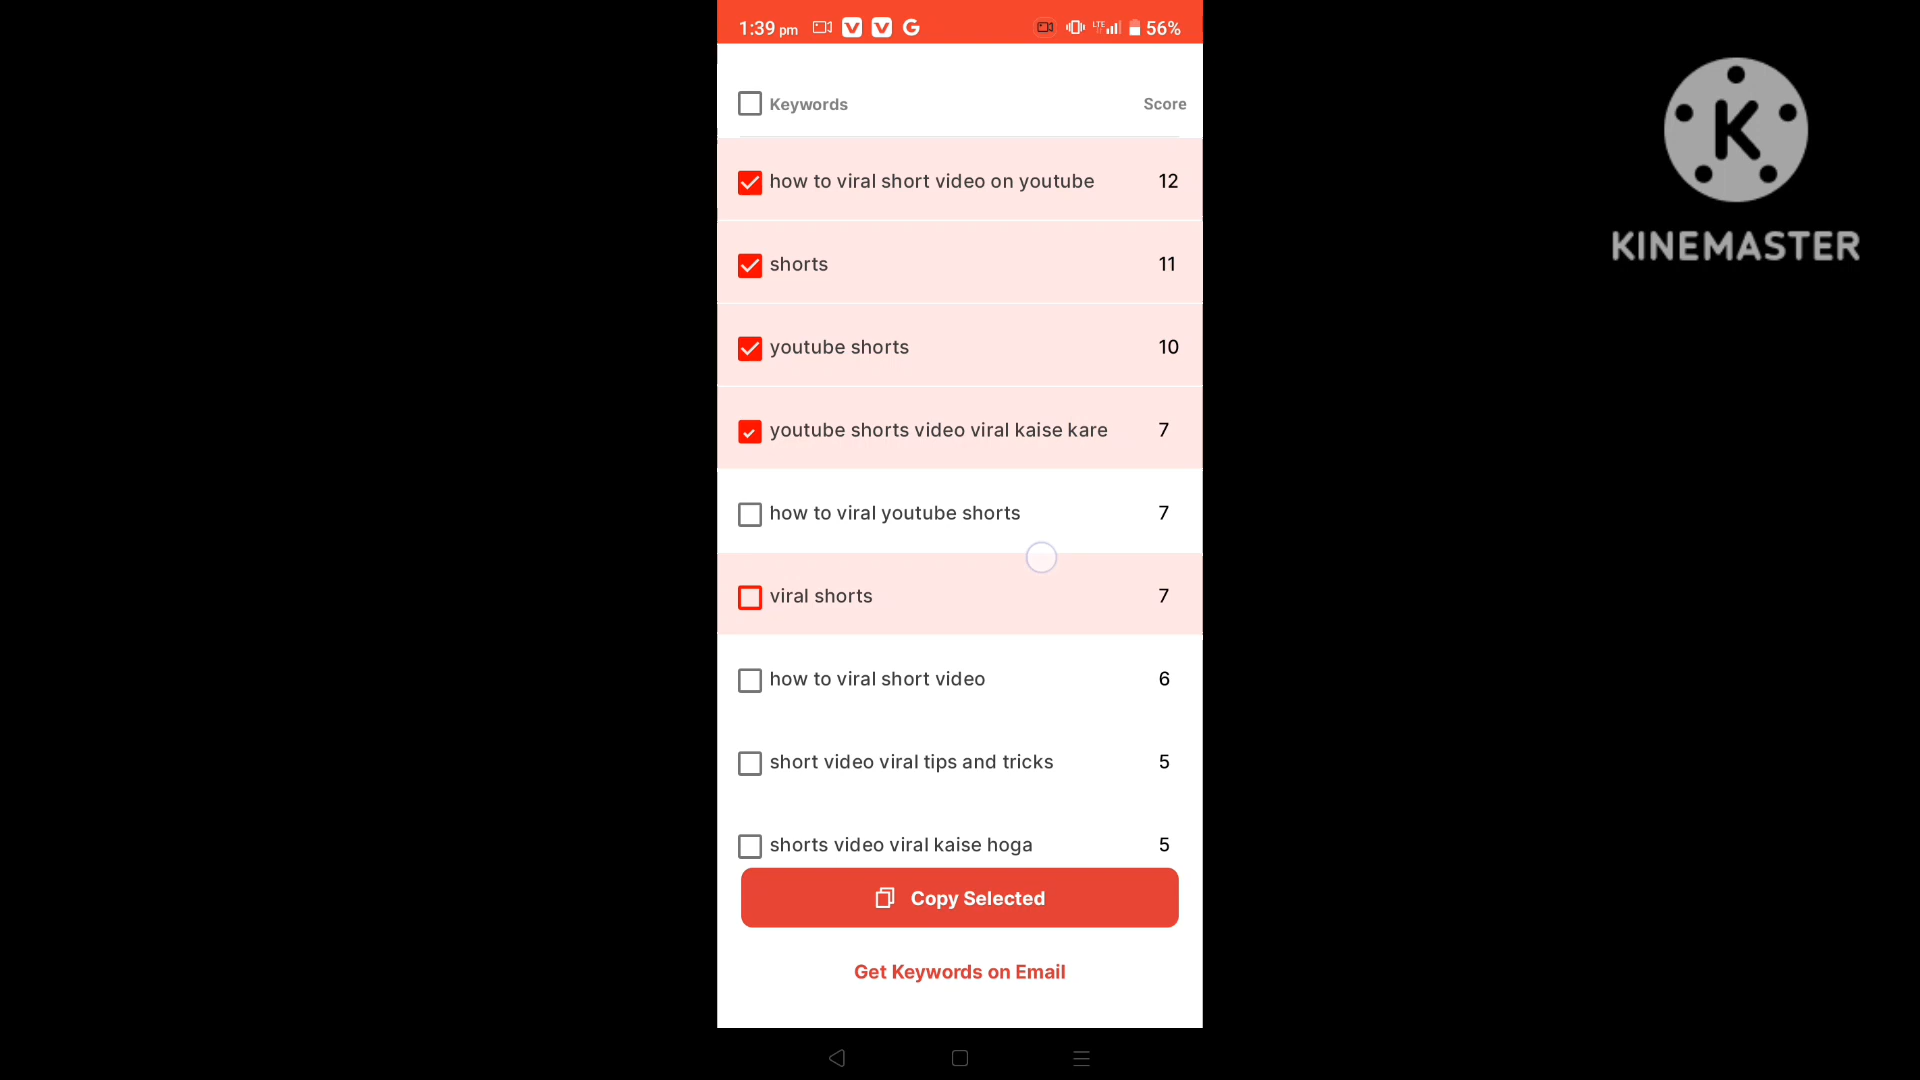 1:39 pm
LTE
56%
K
KINEMASTER
Keywords Score
how to viral short video on youtube 12
shorts 11
youtube shorts 10
youtube shorts video viral kaise kare 7
how to viral youtube shorts 7
viral shorts 7
how to viral short video 6
short video viral tips and tricks 5
shorts video viral kaise hoga 5
Copy Selected
Get Keywords on Email